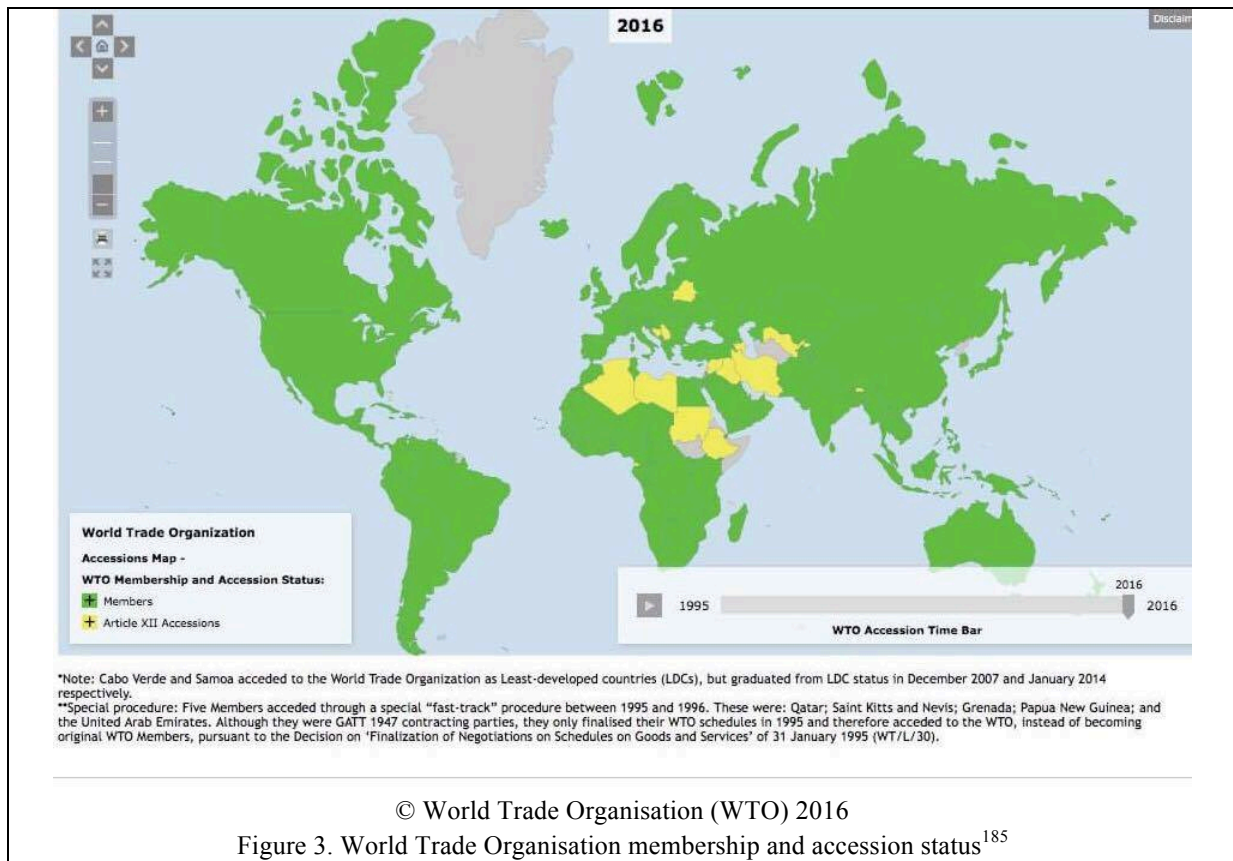 2016
Disclaim
World Trade Organization
Accessions Map -
WTO Membership and Accession Status:
Members
Article XII Accessions
2016
1995
2016
WTO Accession Time Bar
*Note: Cabo Verde and Samoa acceded to the World Trade Organization as Least-developed countries (LDCs), but graduated from LDC status in December 2007 and January 2014
respectively.
**Special procedure: Five Members acceded through a special “fast-track” procedure between 1995 and 1996. These were: Qatar; Saint Kitts and Nevis; Grenada; Papua New Guinea; and
the United Arab Emirates. Although they were GATT 1947 contracting parties, they only finalised their WTO schedules in 1995 and therefore acceded to the WTO, instead of becoming
original WTO Members, pursuant to the Decision on ‘Finalization of Negotiations on Schedules on Goods and Services’ of 31 January 1995 (WT/L/30).
© World Trade Organisation (WTO) 2016
Figure 3. World Trade Organisation membership and accession status185